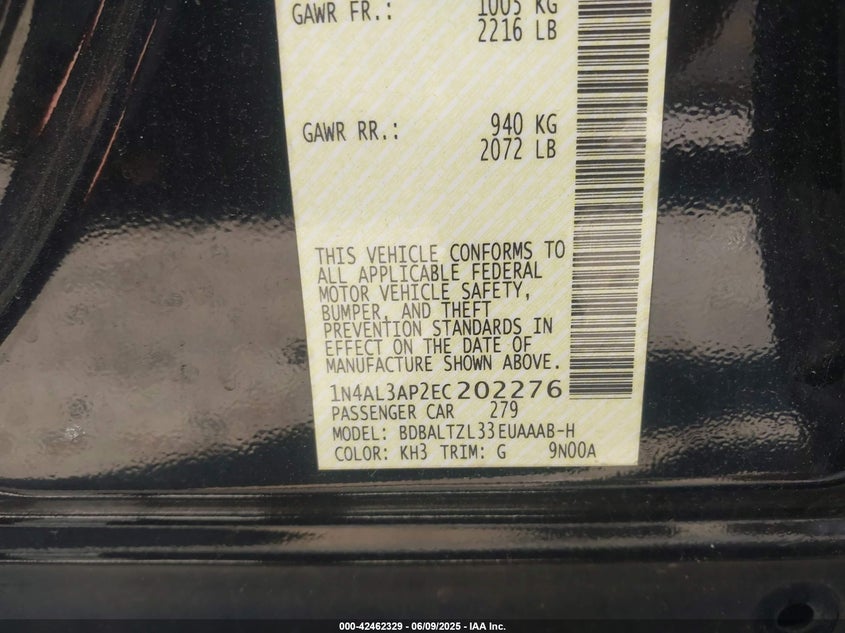 GAWR FR.: 1005 KG
2216 LB
GAWR RR.: 940 KG
2072 LB
THIS VEHICLE CONFORMS TO
ALL APPLICABLE FEDERAL
MOTOR VEHICLE SAFETY,
BUMPER, AND THEFT
PREVENTION STANDARDS IN
EFFECT ON THE DATE OF
MANUFACTURE SHOWN ABOVE.
1N4AL3AP2EC202276
PASSENGER CAR 279
MODEL: BDBALTZL33EUAAAB-H
COLOR: KH3 TRIM: G 9N00A
000-42462329 - 06/09/2025 - IAA Inc.